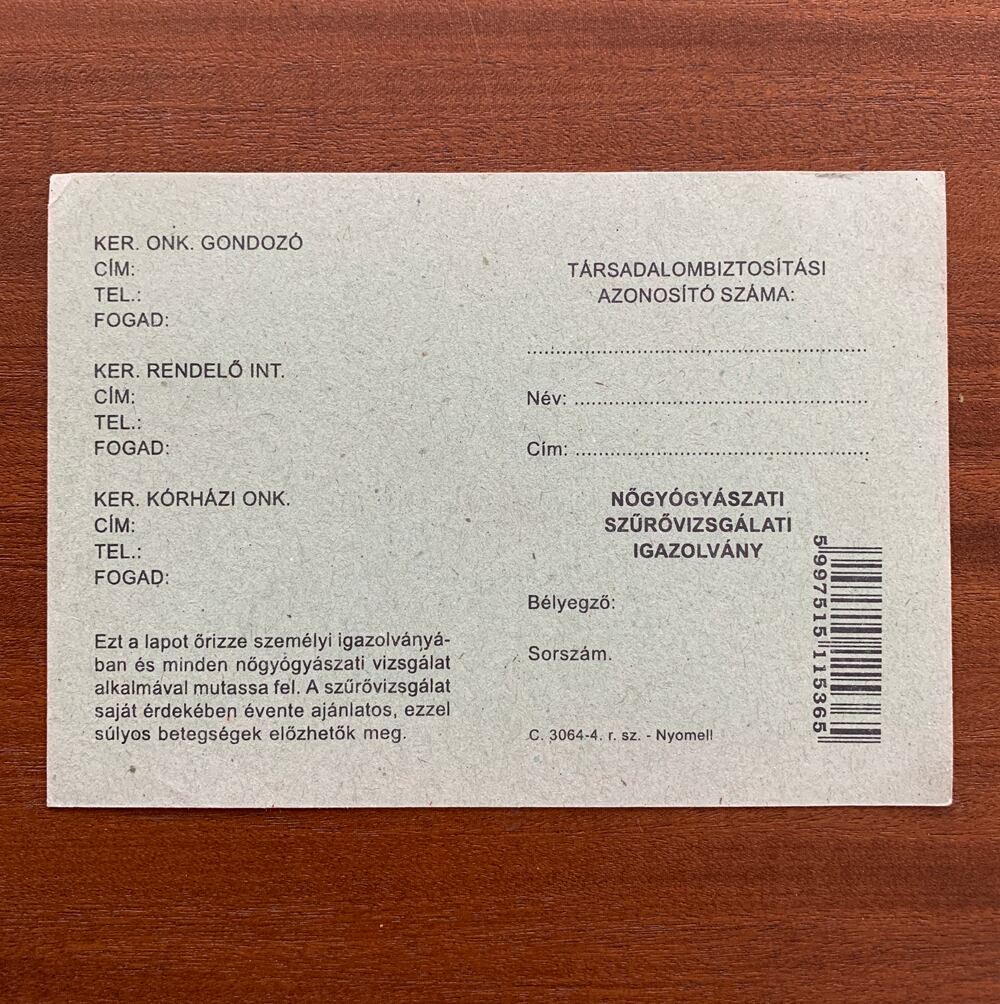 KER. ONK. GONDOZÓ
CÍM:
TEL.:
FOGAD:
KER. RENDELŐ INT.
CÍM:
TEL.:
FOGAD:
KER. KÓRHÁZI ONK.
CÍM:
TEL.:
FOGAD:
Ezt a lapot őrizze személyi igazolványá-
ban és minden nőgyógyászati vizsgálat
alkalmával mutassa fel. A szűrővizsgálat
saját érdekében évente ajánlatos, ezzel
súlyos betegségek előzhetők meg.
TÁRSADALOMBIZTOSÍTÁSI
AZONOSÍTÓ SZÁMA:
Név:
Cím:
NŐGYÓGYÁSZATI
SZŰRŐVIZSGÁLATI
IGAZOLVÁNY
Bélyegző:
Sorszám.
C. 3064-4. r. sz. - Nyomell
5997515115365